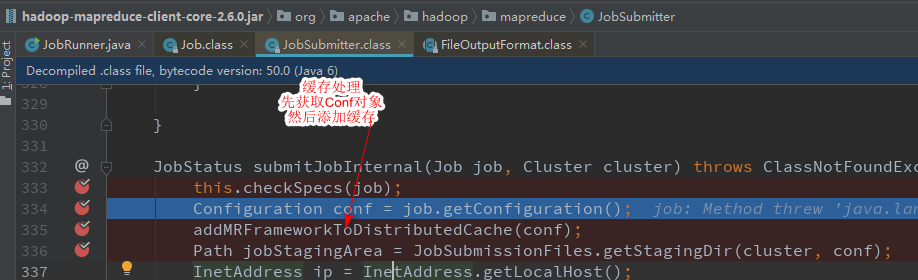 hadoop-mapreduce-client-core-2.6.0.jar org apache hadoop mapreduce JobSubmitter
JobRunner.java Job.class JobSubmitter.class FileOutputFormat.class
1: Project
Decompiled .class file, bytecode version: 50.0 (Java 6)
缓存处理
先获取Conf对象
然后添加缓存
329
330 }
331
332 @ JobStatus submitJobInternal(Job job, Cluster cluster) throws ClassNotFoundExc
333 this.checkSpecs(job);
334 Configuration conf = job.getConfiguration(); job: Method threw 'java.lan
335 addMRFrameworkToDistributedCache(conf);
336 Path jobStagingArea = JobSubmissionFiles.getStagingDir(cluster, conf);
337 InetAddress ip = InetAddress.getLocalHost();